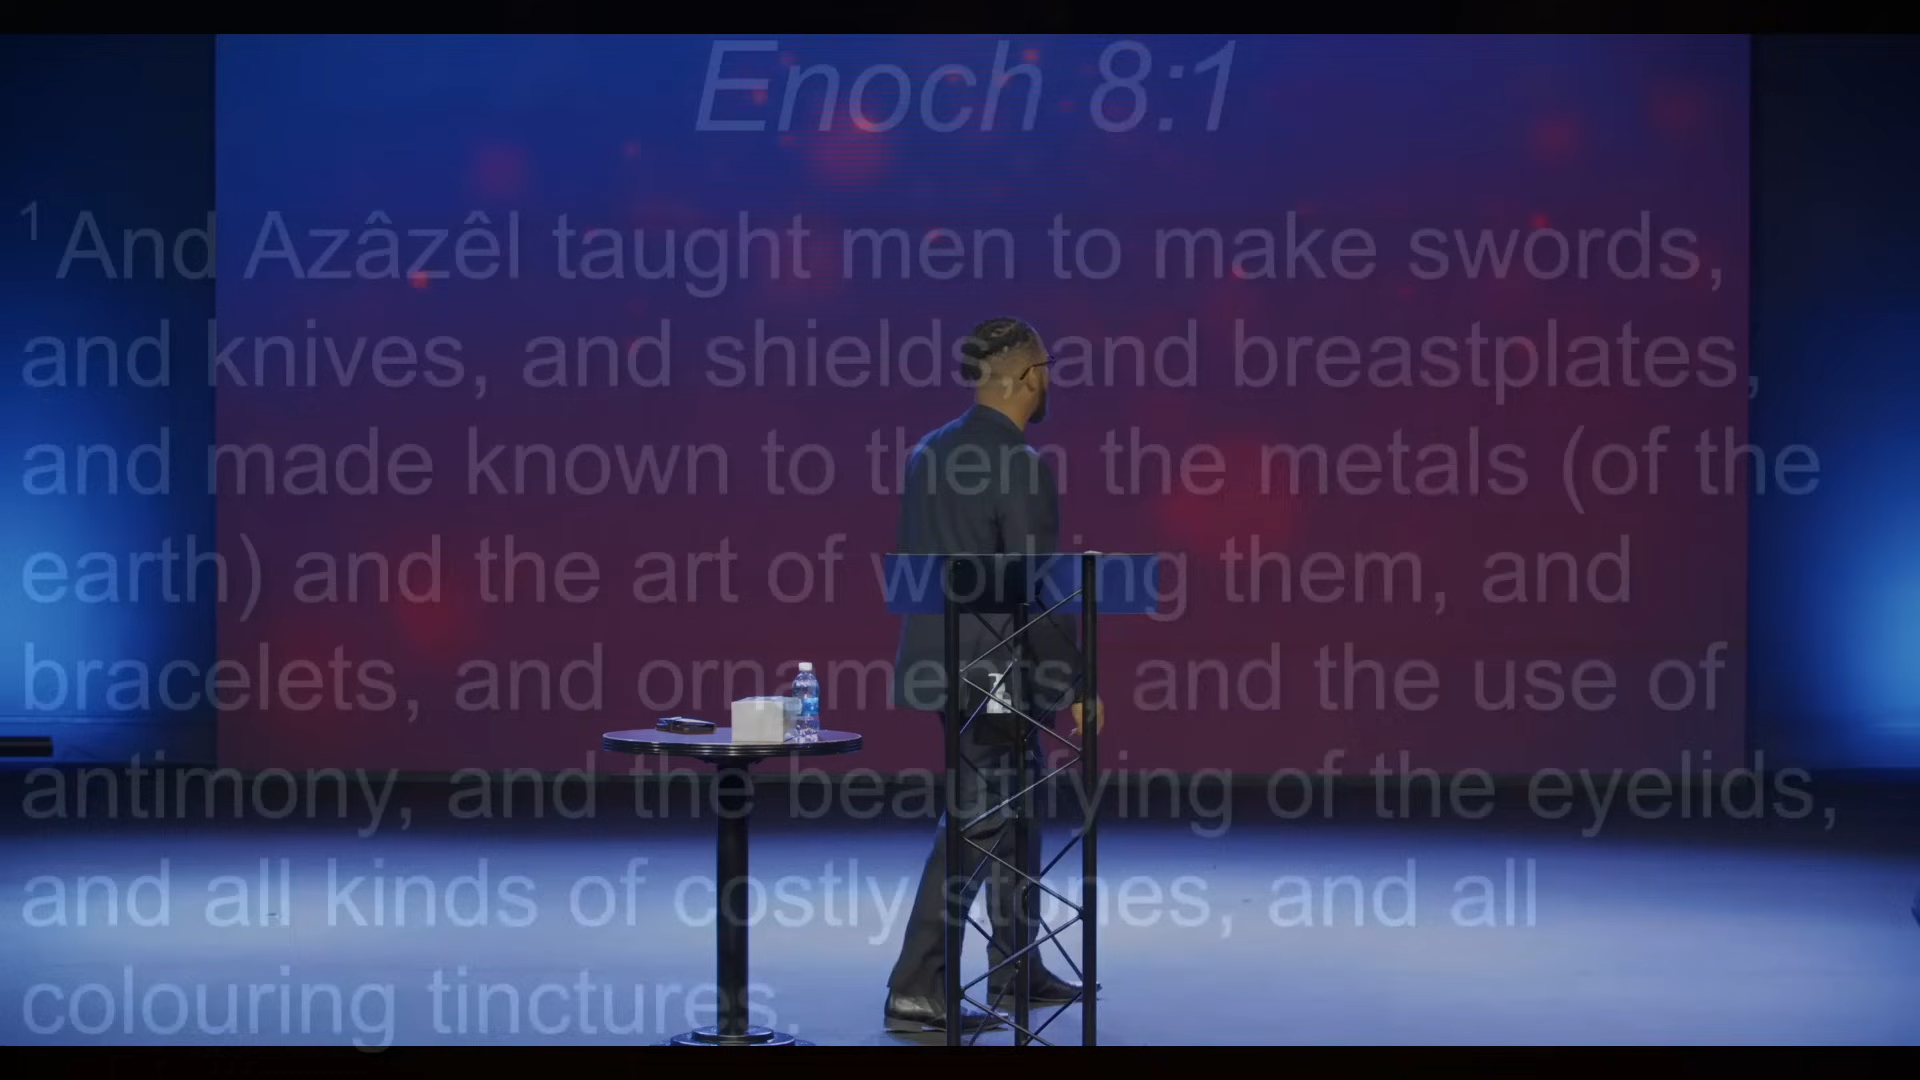 Enoch 8:1
1 And Azâzêl taught men to make swords,
and knives, and shields, and breastplates,
and made known to them the metals (of the
earth) and the art of working them, and
bracelets, and ornaments, and the use of
antimony, and the beautifying of the eyelids,
and all kinds of costly stones, and all
colouring tinctures.